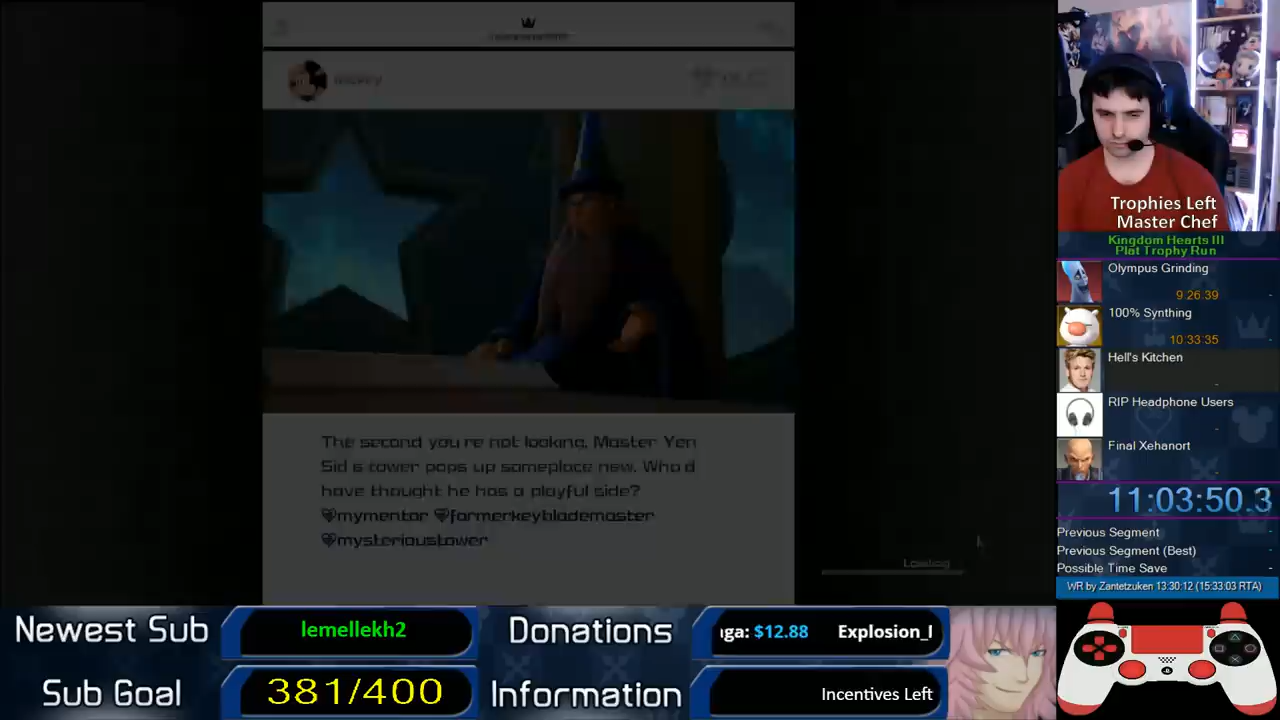 mickey
The second you're not looking, Master Yen
Sid's tower pops up someplace new. Who'd
have thought he has a playful side?
mymentor formerkeyblademaster
mysterioustower
Loading
Trophies Left
Master Chef
Kingdom Hearts III
Plat Trophy Run
Olympus Grinding
9:26:39 -
100% Synthing
10:33:35 -
Hell's Kitchen
-
RIP Headphone Users
-
Final Xehanort
-
11:03:50.3
Previous Segment -
Previous Segment (Best) -
Possible Time Save -
WR by Zantetzuken 13:30:12 (15:33:03 RTA)
Newest Sub
lemellekh2
Donations
ıga: $12.88 Explosion_I
Sub Goal
381/400
Information
Incentives Left